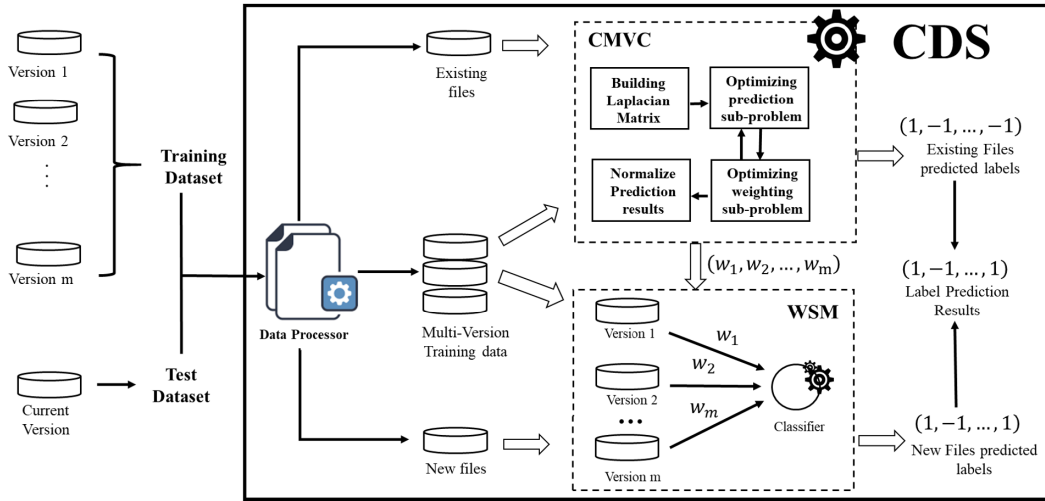 Version 1
Version 2
. . .
Version m
Training
Dataset
Current
Version
Test
Dataset
Data Processor
Existing
files
Multi-Version
Training data
New files
CDS
CMVC
Building
Laplacian
Matrix
Optimizing
prediction
sub-problem
Normalize
Prediction
results
Optimizing
weighting
sub-problem
(w₁, w₂, ..., wₘ)
WSM
Version 1
w₁
Version 2
w₂
•••
Version m
wₘ
Classifier
(1, −1, ..., −1)
Existing Files
predicted labels
(1, −1, ..., 1)
Label Prediction
Results
(1, −1, ..., 1)
New Files predicted
labels